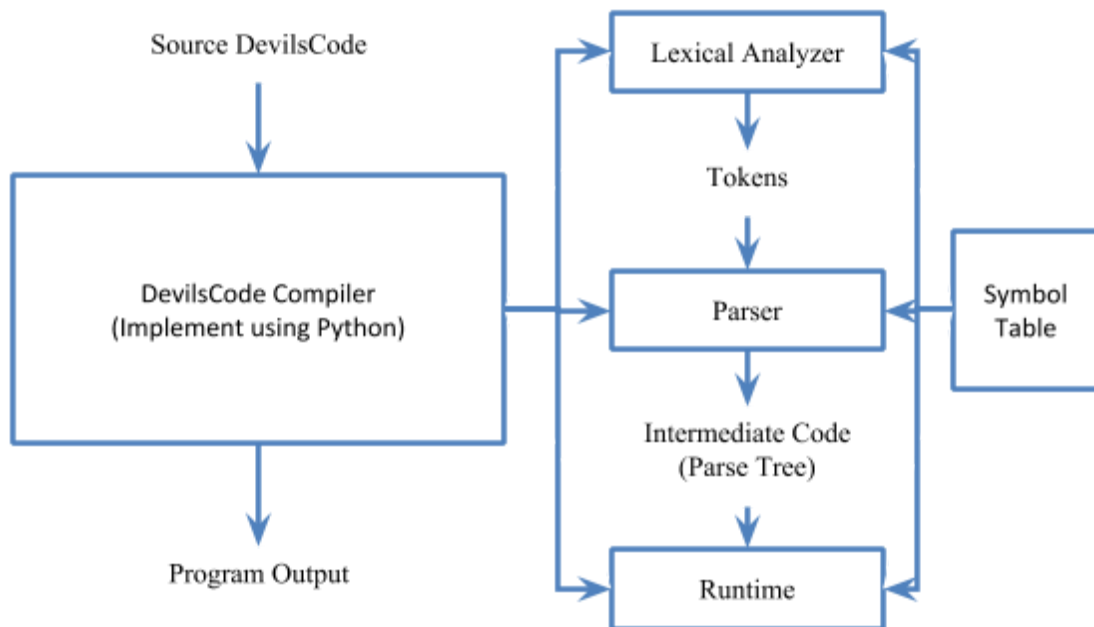 Source DevilsCode
DevilsCode Compiler
(Implement using Python)
Program Output
Lexical Analyzer
Tokens
Parser
Intermediate Code
(Parse Tree)
Runtime
Symbol
Table